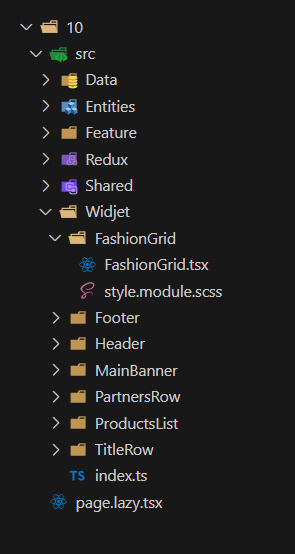 10
src
Data
Entities
Feature
Redux
Shared
Widjet
FashionGrid
FashionGrid.tsx
style.module.scss
Footer
Header
MainBanner
PartnersRow
ProductsList
TitleRow
TS index.ts
page.lazy.tsx